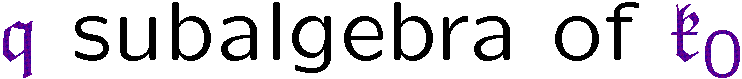 𝔮 subalgebra of 𝔨₀